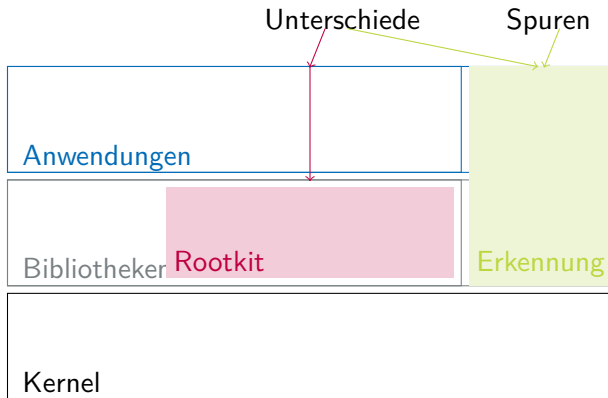 Unterschiede Spuren
Anwendungen
Bibliotheken Rootkit Erkennung
Kernel